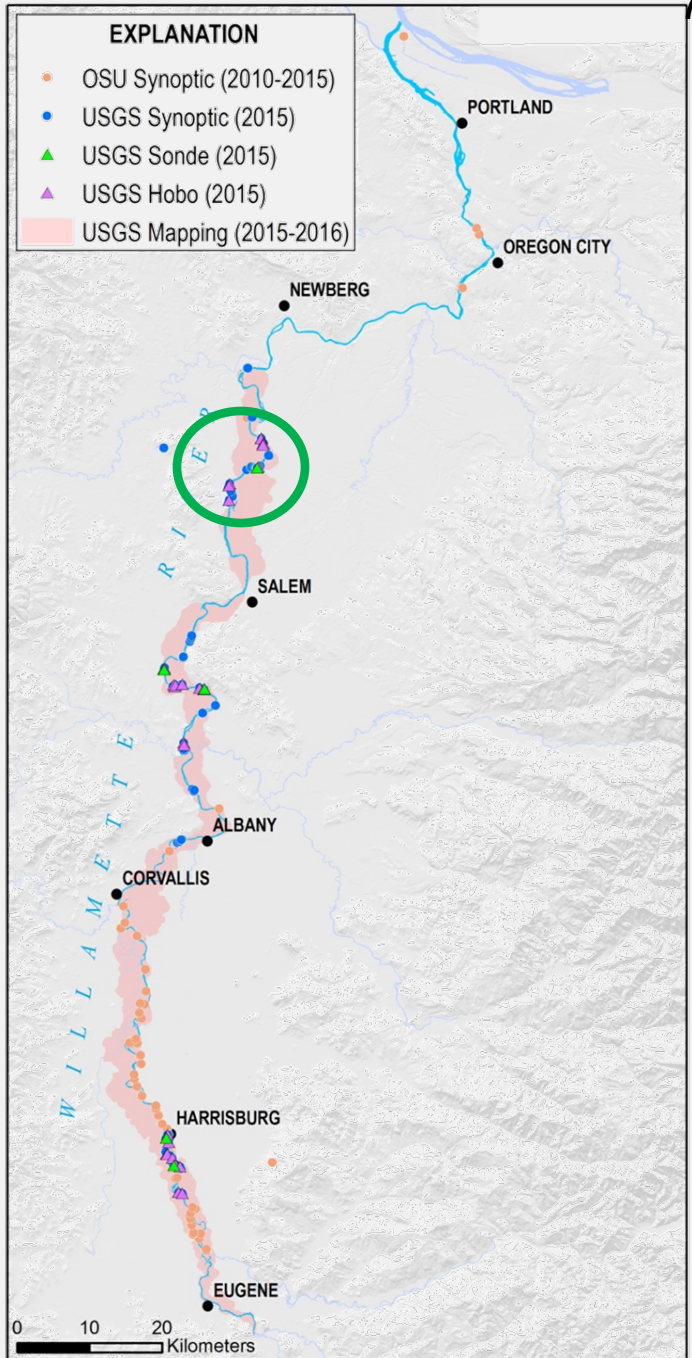 EXPLANATION
OSU Synoptic (2010-2015)
USGS Synoptic (2015)
USGS Sonde (2015)
USGS Hobo (2015)
USGS Mapping (2015-2016)
PORTLAND
OREGON CITY
NEWBERG
SALEM
ALBANY
CORVALLIS
HARRISBURG
EUGENE
WILLAMETTE RIVER
0 10 20
Kilometers